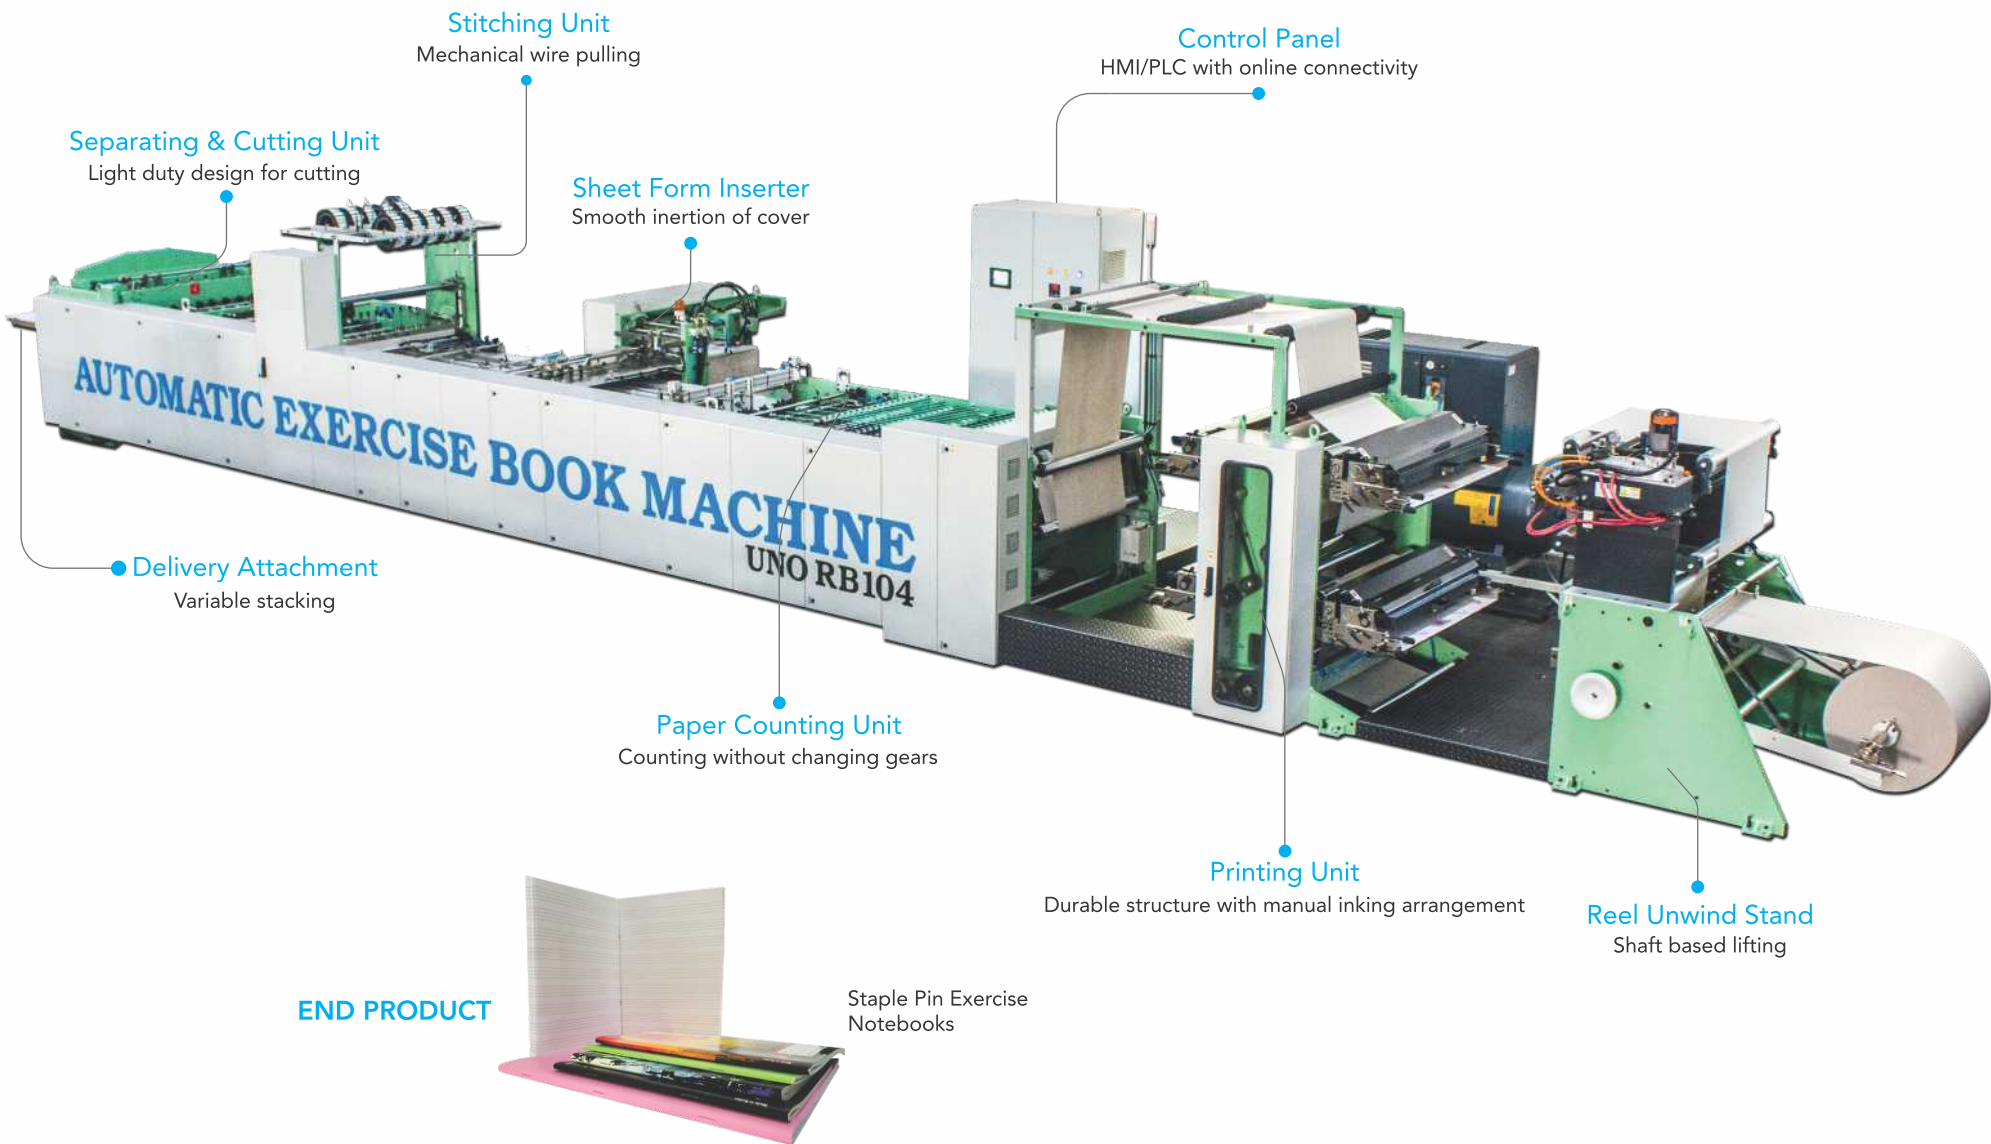 Stitching Unit
Mechanical wire pulling
Control Panel
HMI/PLC with online connectivity
Separating & Cutting Unit
Light duty design for cutting
Sheet Form Inserter
Smooth inertion of cover
AUTOMATIC EXERCISE BOOK MACHINE
UNO RB104
Delivery Attachment
Variable stacking
Paper Counting Unit
Counting without changing gears
Printing Unit
Durable structure with manual inking arrangement
Reel Unwind Stand
Shaft based lifting
END PRODUCT
Staple Pin Exercise
Notebooks